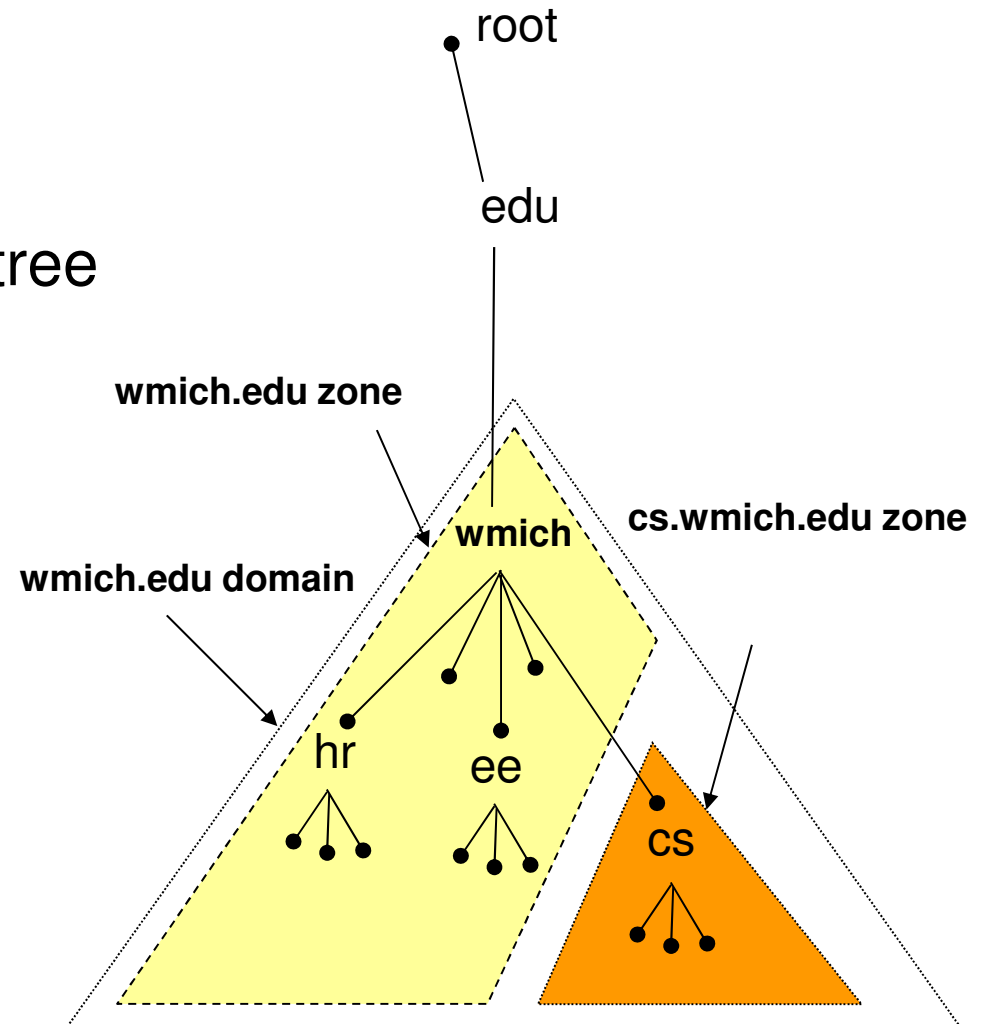 root
edu
tree
wmich.edu zone
cs.wmich.edu zone
wmich
wmich.edu domain
hr
ee
cs